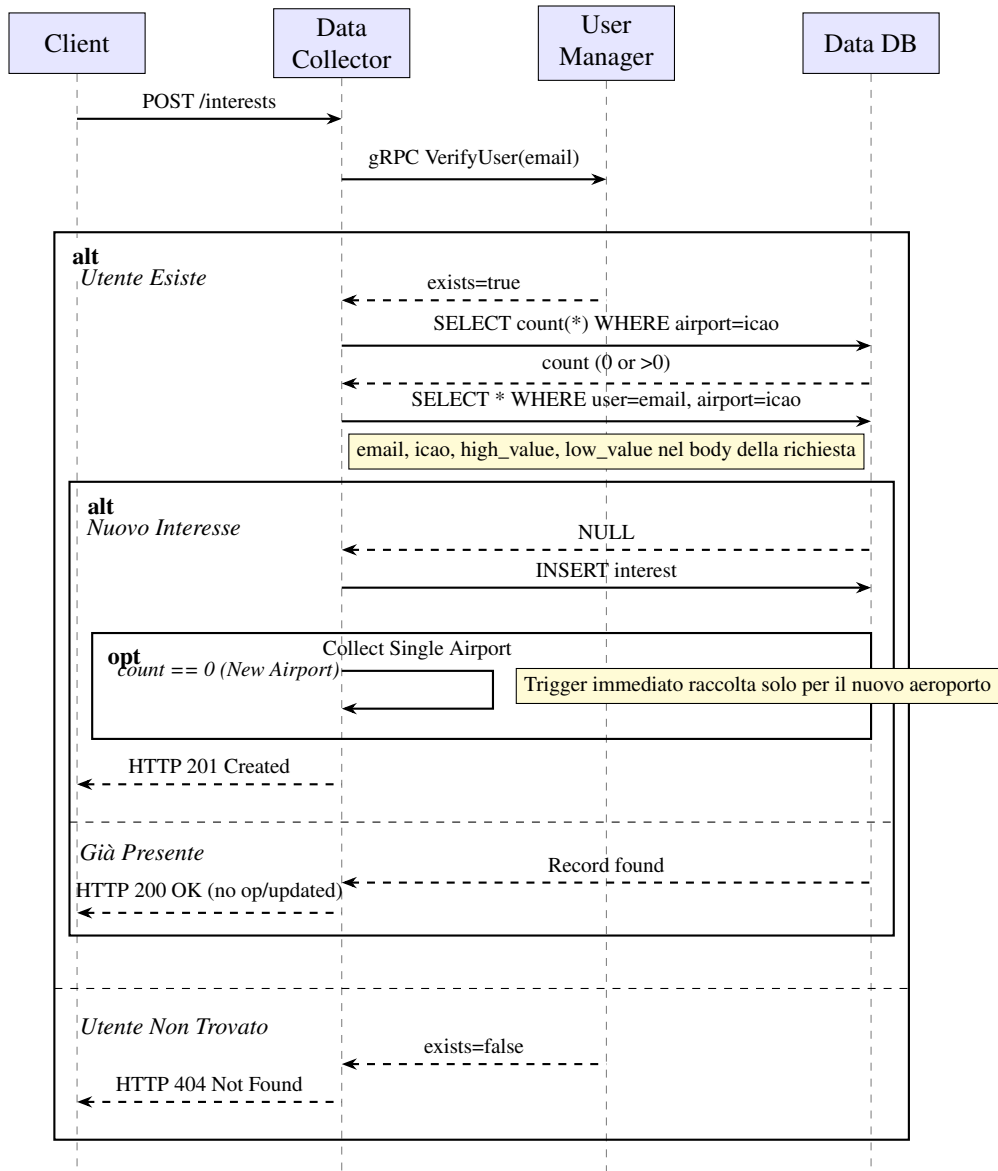 Client
Data
Collector
User
Manager
Data DB
POST /interests
gRPC VerifyUser(email)
alt
Utente Esiste
exists=true
SELECT count(*) WHERE airport=icao
count (0 or >0)
SELECT * WHERE user=email, airport=icao
email, icao, high_value, low_value nel body della richiesta
alt
Nuovo Interesse
NULL
INSERT interest
opt
count == 0 (New Airport)
Collect Single Airport
Trigger immediato raccolta solo per il nuovo aeroporto
HTTP 201 Created
Già Presente
Record found
HTTP 200 OK (no op/updated)
Utente Non Trovato
exists=false
HTTP 404 Not Found